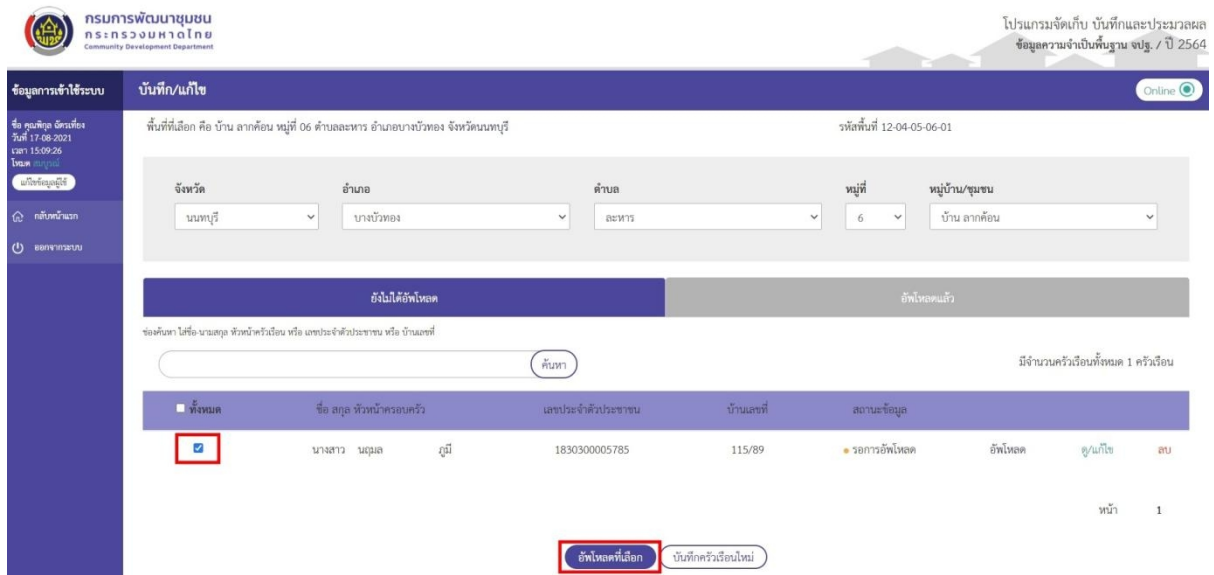 กรมการพัฒนาชุมชน
กระทรวงมหาดไทย
Community Development Department
โปรแกรมจัดเก็บ บันทึกและประมวลผล
ข้อมูลความจำเป็นพื้นฐาน จปฐ. / ปี 2564
ข้อมูลการเข้าใช้ระบบ
บันทึก/แก้ไข
Online
ชื่อ คุณพิกุล ฉัตรเที่ยง
วันที่ 17-08-2021
เวลา 15:09:26
โหมด สมบูรณ์
แก้ไขข้อมูลผู้ใช้
กลับหน้าแรก
ออกจากระบบ
พื้นที่ที่เลือก คือ บ้าน ลากค้อน หมู่ที่ 06 ตำบลละหาร อำเภอบางบัวทอง จังหวัดนนทบุรี
รหัสพื้นที่ 12-04-05-06-01
จังหวัด อำเภอ ตำบล หมู่ที่ หมู่บ้าน/ชุมชน
นนทบุรี บางบัวทอง ละหาร 6 บ้าน ลากค้อน
ยังไม่ได้อัพโหลด อัพโหลดแล้ว
ช่องค้นหา ใส่ชื่อ-นามสกุล หัวหน้าครัวเรือน หรือ เลขประจำตัวประชาชน หรือ บ้านเลขที่
ค้นหา
มีจำนวนครัวเรือนทั้งหมด 1 ครัวเรือน
ทั้งหมด ชื่อ สกุล หัวหน้าครอบครัว เลขประจำตัวประชาชน บ้านเลขที่ สถานะข้อมูล
นางสาว นฤมล ภูมี 1830300005785 115/89 รอการอัพโหลด อัพโหลด ดู/แก้ไข ลบ
หน้า 1
อัพโหลดที่เลือก บันทึกครัวเรือนใหม่